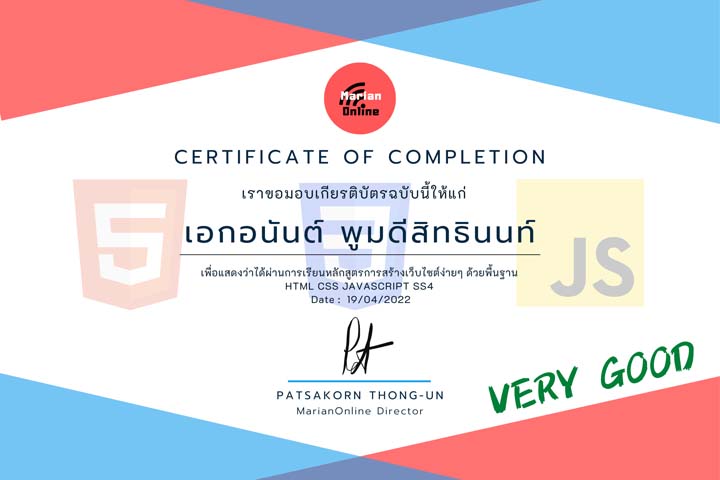 Marian
Online
CERTIFICATE OF COMPLETION
เราขอมอบเกียรติบัตรฉบับนี้ให้แก่
เอกอนันต์ พูมดีสิทธินนท์
เพื่อแสดงว่าได้ผ่านการเรียนหลักสูตรการสร้างเว็บไซต์ง่ายๆ ด้วยพื้นฐาน
HTML CSS JAVASCRIPT SS4
Date : 19/04/2022
JS
VERY GOOD
PATSAKORN THONG-UN
MarianOnline Director